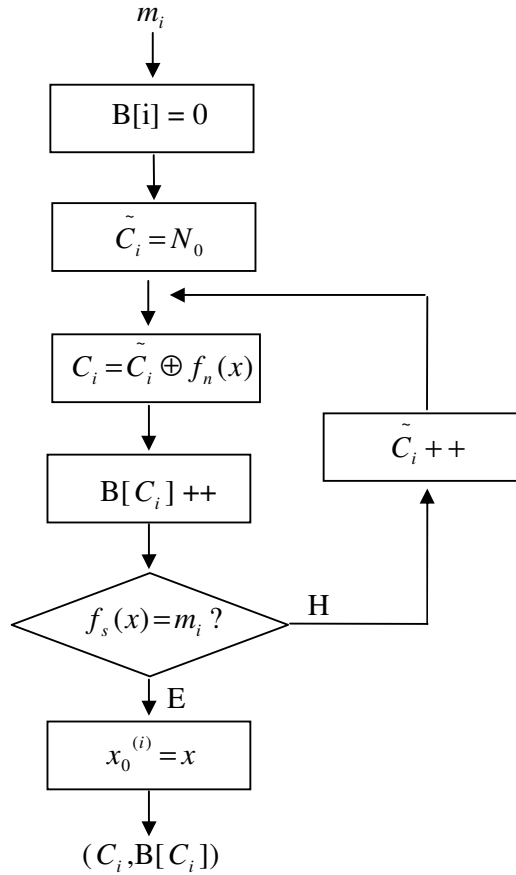 m_i
B[i] = 0
C̃_i = N_0
C_i = C̃_i ⊕ f_n(x)
C̃_i ++
B[C_i] ++
f_s(x) = m_i ?
H
E
x_0^(i) = x
(C_i, B[C_i])